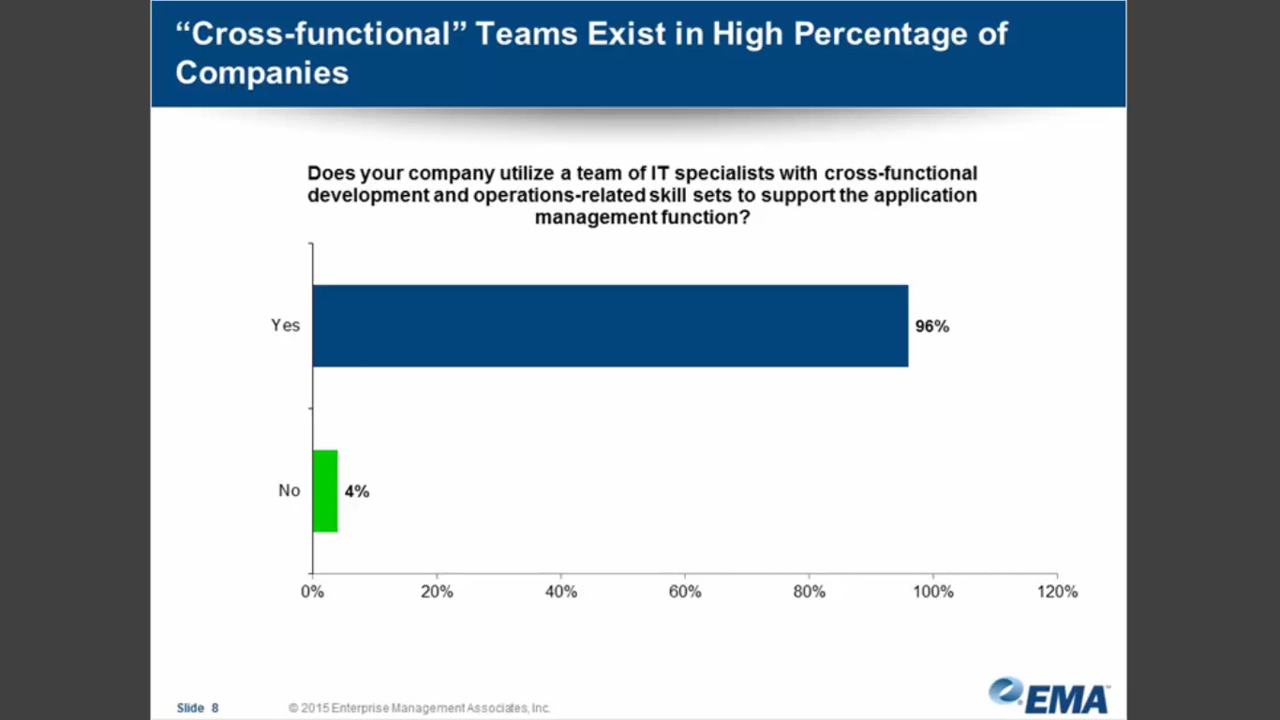 “Cross-functional” Teams Exist in High Percentage of
Companies
Does your company utilize a team of IT specialists with cross-functional
development and operations-related skill sets to support the application
management function?
Yes
96%
No
4%
0%
20%
40%
60%
80%
100%
120%
Slide 8
© 2015 Enterprise Management Associates, Inc.
EMA™